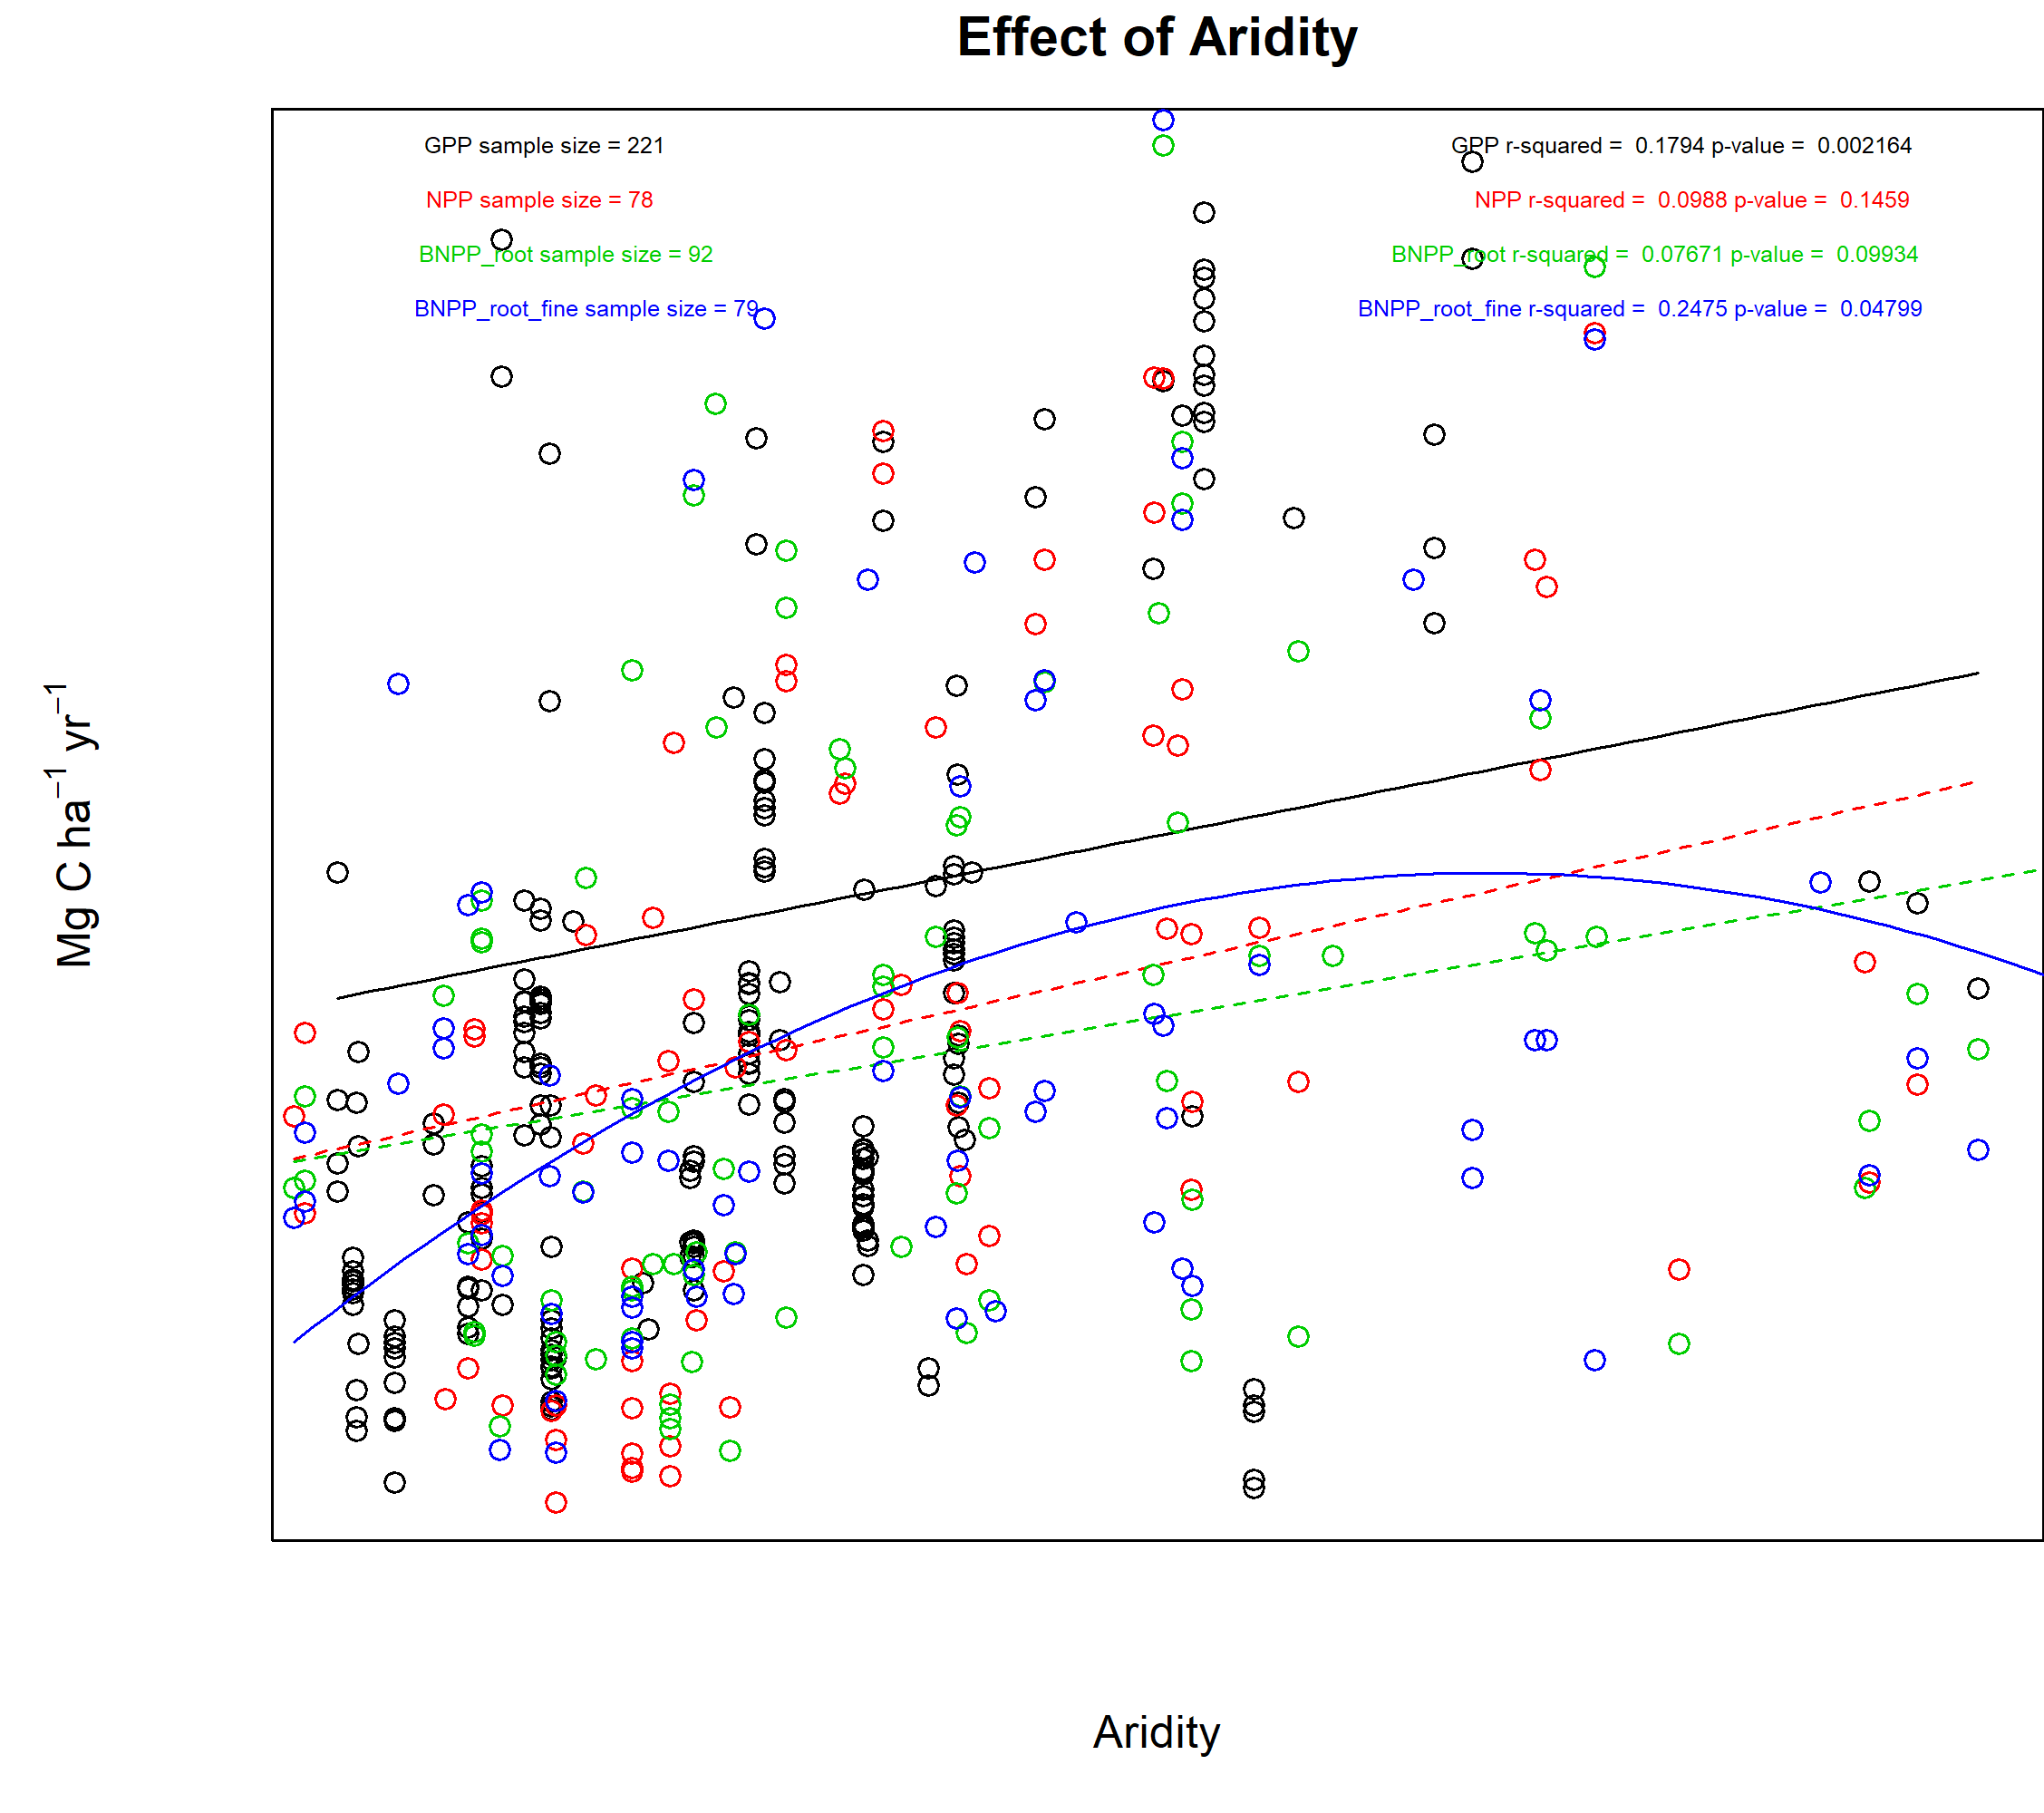 Effect of Aridity
GPP sample size = 221
NPP sample size = 78
BNPP_root sample size = 92
BNPP_root_fine sample size = 79
GPP r-squared = 0.1794 p-value = 0.002164
NPP r-squared = 0.0988 p-value = 0.1459
BNPP_root r-squared = 0.07671 p-value = 0.09934
BNPP_root_fine r-squared = 0.2475 p-value = 0.04799
Mg C ha⁻¹ yr⁻¹
Aridity